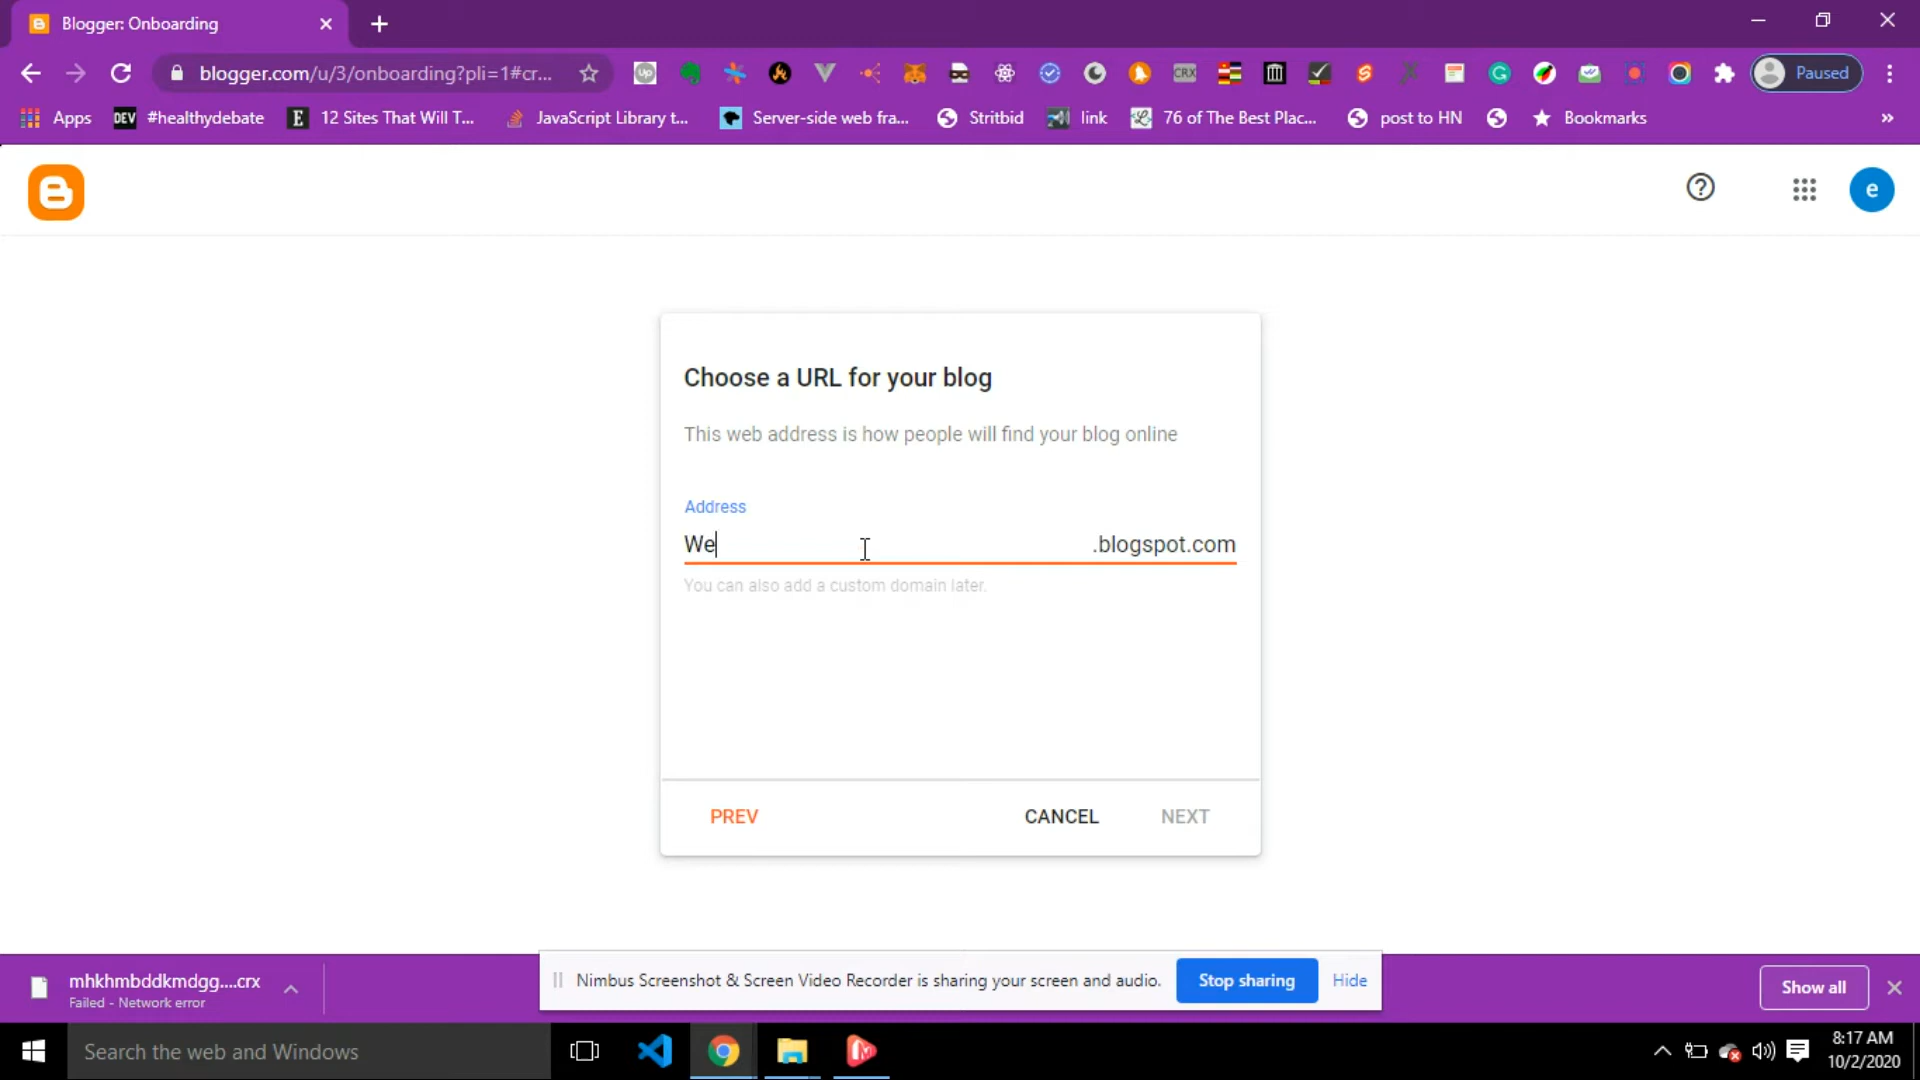 Blogger: Onboarding
blogger.com/u/3/onboarding?pli=1#cr...
Up
CRX
Paused
Apps
DEV #healthydebate
E 12 Sites That Will T...
JavaScript Library t...
Server-side web fra...
Stritbid
link
76 of The Best Plac...
post to HN
Bookmarks
»
e
Choose a URL for your blog
This web address is how people will find your blog online
Address
We
.blogspot.com
You can also add a custom domain later.
PREV
CANCEL
NEXT
mhkhmbddkmdgg....crx
Failed - Network error
Nimbus Screenshot & Screen Video Recorder is sharing your screen and audio.
Stop sharing
Hide
Show all
Search the web and Windows
8:17 AM
10/2/2020